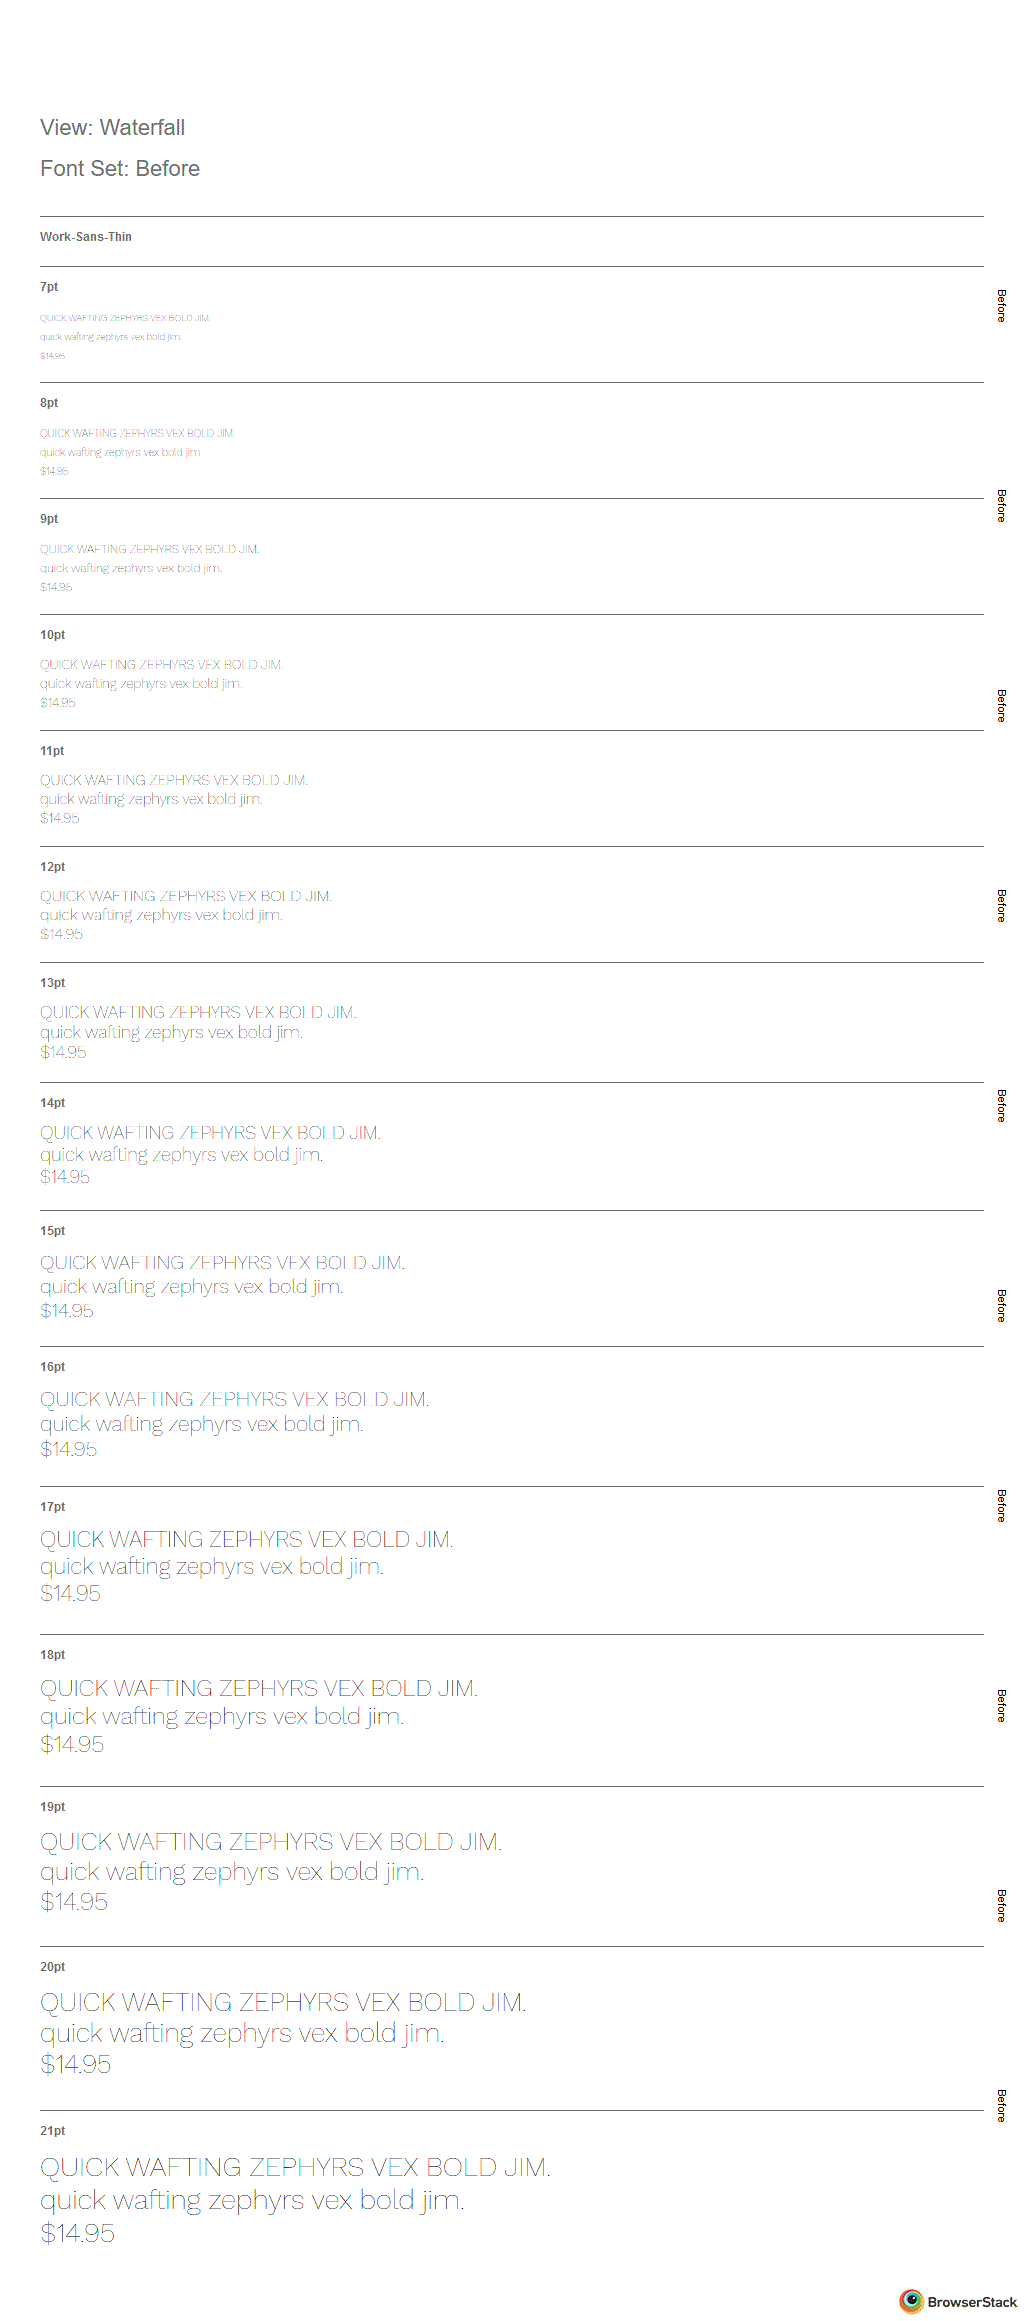 View: Waterfall
Font Set: Before
Work-Sans-Thin
7pt
QUICK WAFTING ZEPHYRS VEX BOLD JIM.
quick wafting zephyrs vex bold jim.
$14.95
Before
8pt
QUICK WAFTING ZEPHYRS VEX BOLD JIM.
quick wafting zephyrs vex bold jim.
$14.95
Before
9pt
QUICK WAFTING ZEPHYRS VEX BOLD JIM.
quick wafting zephyrs vex bold jim.
$14.95
10pt
QUICK WAFTING ZEPHYRS VEX BOLD JIM.
quick wafting zephyrs vex bold jim.
$14.95
Before
11pt
QUICK WAFTING ZEPHYRS VEX BOLD JIM.
quick wafting zephyrs vex bold jim.
$14.95
12pt
QUICK WAFTING ZEPHYRS VEX BOLD JIM.
quick wafting zephyrs vex bold jim.
$14.95
Before
13pt
QUICK WAFTING ZEPHYRS VEX BOLD JIM.
quick wafting zephyrs vex bold jim.
$14.95
14pt
QUICK WAFTING ZEPHYRS VEX BOLD JIM.
quick wafting zephyrs vex bold jim.
$14.95
Before
15pt
QUICK WAFTING ZEPHYRS VEX BOLD JIM.
quick wafting zephyrs vex bold jim.
$14.95
Before
16pt
QUICK WAFTING ZEPHYRS VEX BOLD JIM.
quick wafting zephyrs vex bold jim.
$14.95
17pt
QUICK WAFTING ZEPHYRS VEX BOLD JIM.
quick wafting zephyrs vex bold jim.
$14.95
Before
18pt
QUICK WAFTING ZEPHYRS VEX BOLD JIM.
quick wafting zephyrs vex bold jim.
$14.95
Before
19pt
QUICK WAFTING ZEPHYRS VEX BOLD JIM.
quick wafting zephyrs vex bold jim.
$14.95
Before
20pt
QUICK WAFTING ZEPHYRS VEX BOLD JIM.
quick wafting zephyrs vex bold jim.
$14.95
Before
21pt
QUICK WAFTING ZEPHYRS VEX BOLD JIM.
quick wafting zephyrs vex bold jim.
$14.95
BrowserStack